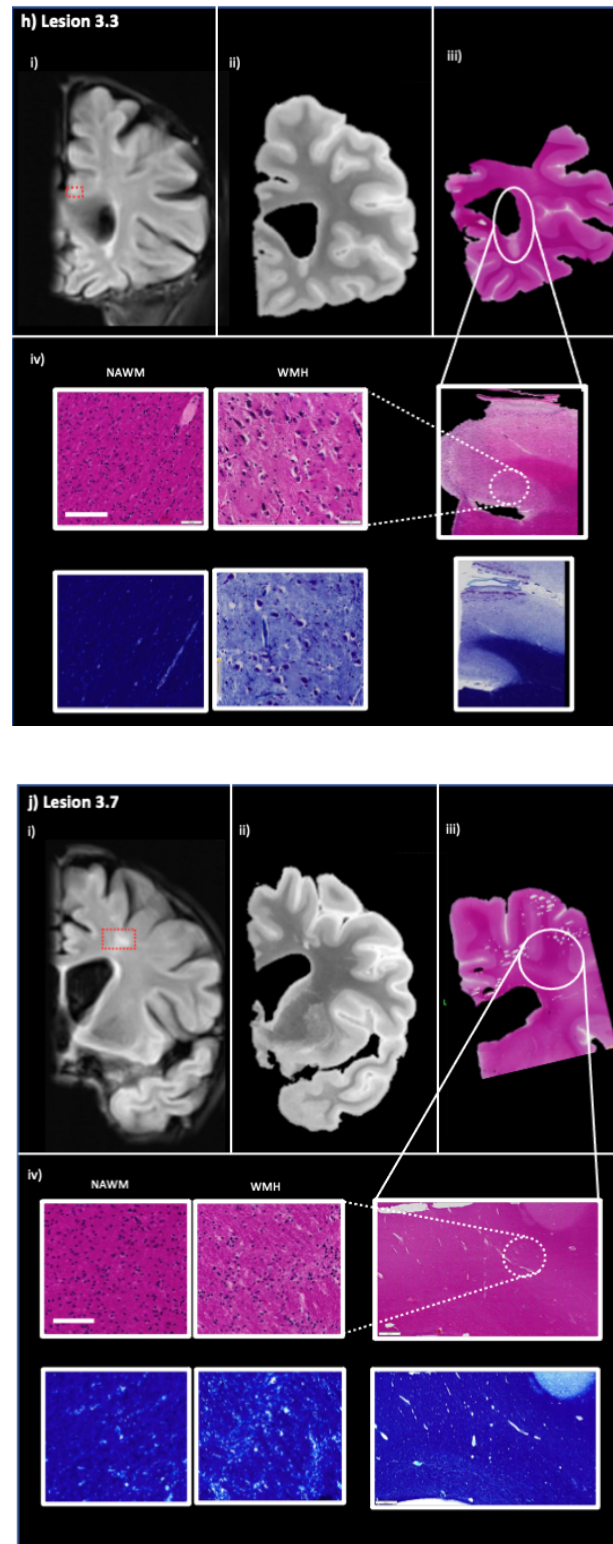 h) Lesion 3.3
i)
ii)
iii)
iv)
NAWM
WMH
j) Lesion 3.7
i)
ii)
iii)
iv)
NAWM
WMH